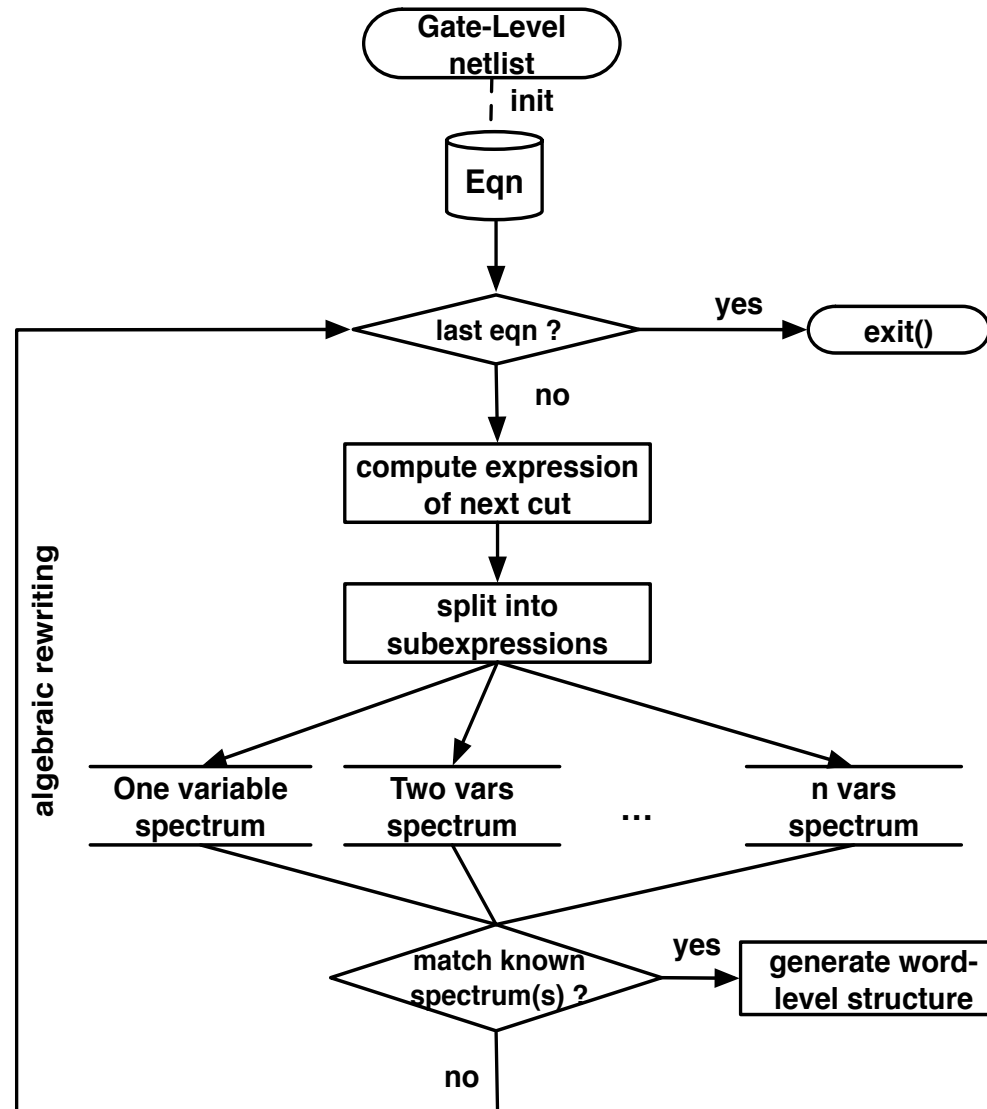 Gate-Level
netlist
init
Eqn
last eqn ?
yes
exit()
no
compute expression
of next cut
split into
subexpressions
algebraic rewriting
One variable
spectrum
Two vars
spectrum
...
n vars
spectrum
match known
spectrum(s) ?
yes
generate word-
level structure
no